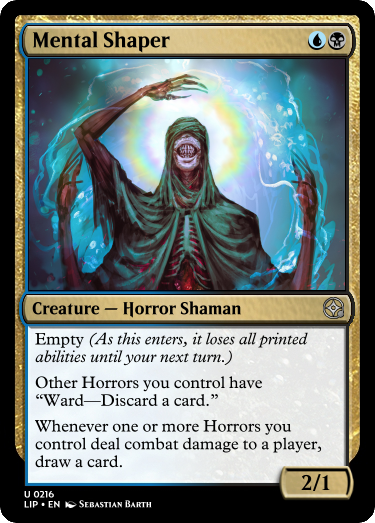 Mental Shaper
Creature — Horror Shaman
Empty (As this enters, it loses all printed
abilities until your next turn.)
Other Horrors you control have
“Ward—Discard a card.”
Whenever one or more Horrors you
control deal combat damage to a player,
draw a card.
2/1
U 0216
LIP • EN Sebastian Barth